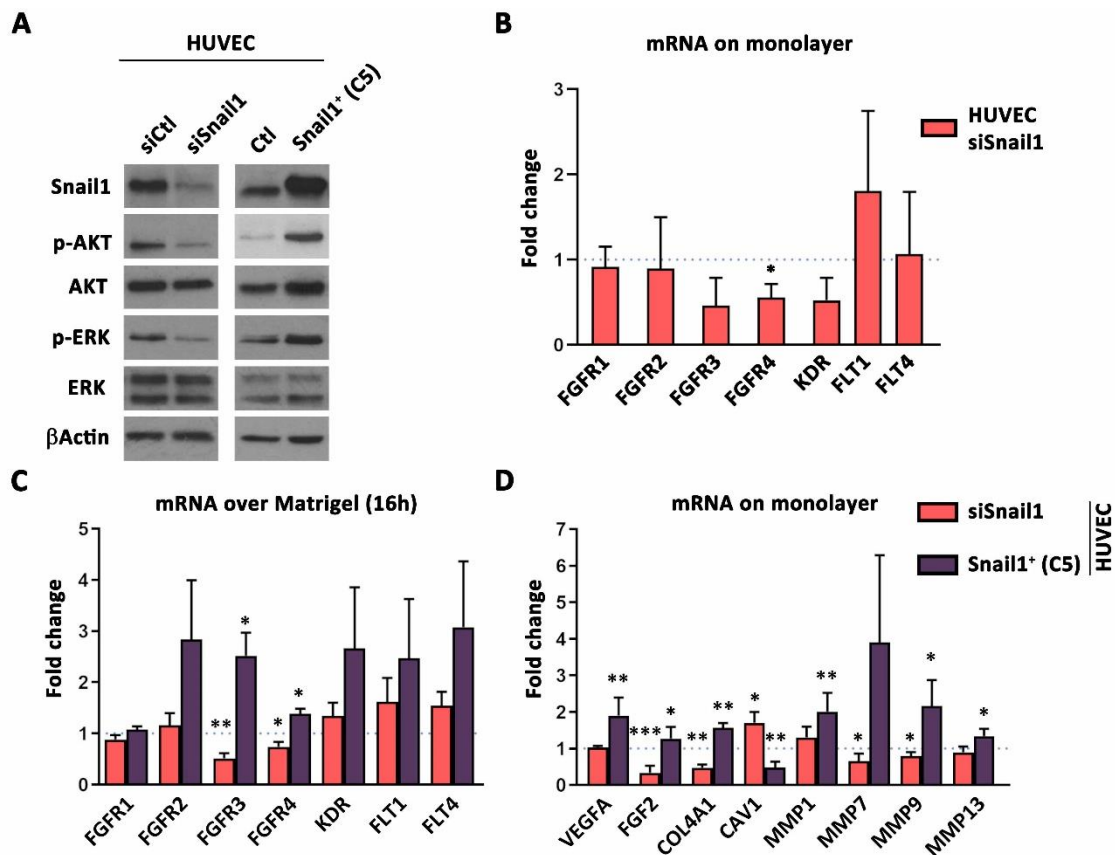 A
HUVEC
siCtl
siSnail1
Ctl
Snail1⁺ (C5)
Snail1
p-AKT
AKT
p-ERK
ERK
βActin
B
mRNA on monolayer
HUVEC
siSnail1
Fold change
3
2
1
0
*
FGFR1
FGFR2
FGFR3
FGFR4
KDR
FLT1
FLT4
C
mRNA over Matrigel (16h)
Fold change
5
4
3
2
1
0
**
*
*
*
FGFR1
FGFR2
FGFR3
FGFR4
KDR
FLT1
FLT4
D
mRNA on monolayer
siSnail1
Snail1⁺ (C5)
HUVEC
Fold change
7
6
5
4
3
2
1
0
**
***
*
**
**
*
**
**
*
*
*
*
VEGFA
FGF2
COL4A1
CAV1
MMP1
MMP7
MMP9
MMP13